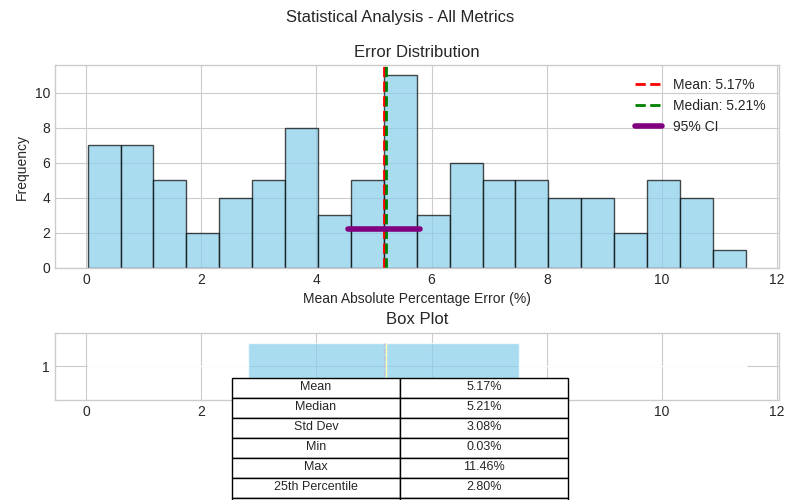 Statistical Analysis - All Metrics
Error Distribution
Frequency
10
8
6
4
2
0
Mean: 5.17%
Median: 5.21%
95% CI
0 2 4 6 8 10 12
Mean Absolute Percentage Error (%)
Box Plot
1
0 2 10 12
Mean 5.17%
Median 5.21%
Std Dev 3.08%
Min 0.03%
Max 11.46%
25th Percentile 2.80%